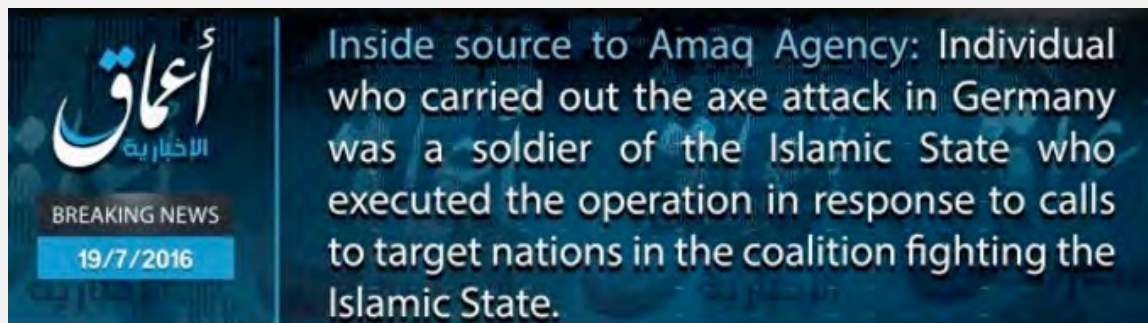 أعماق
الإخبارية
BREAKING NEWS
19/7/2016
Inside source to Amaq Agency: Individual
who carried out the axe attack in Germany
was a soldier of the Islamic State who
executed the operation in response to calls
to target nations in the coalition fighting the
Islamic State.